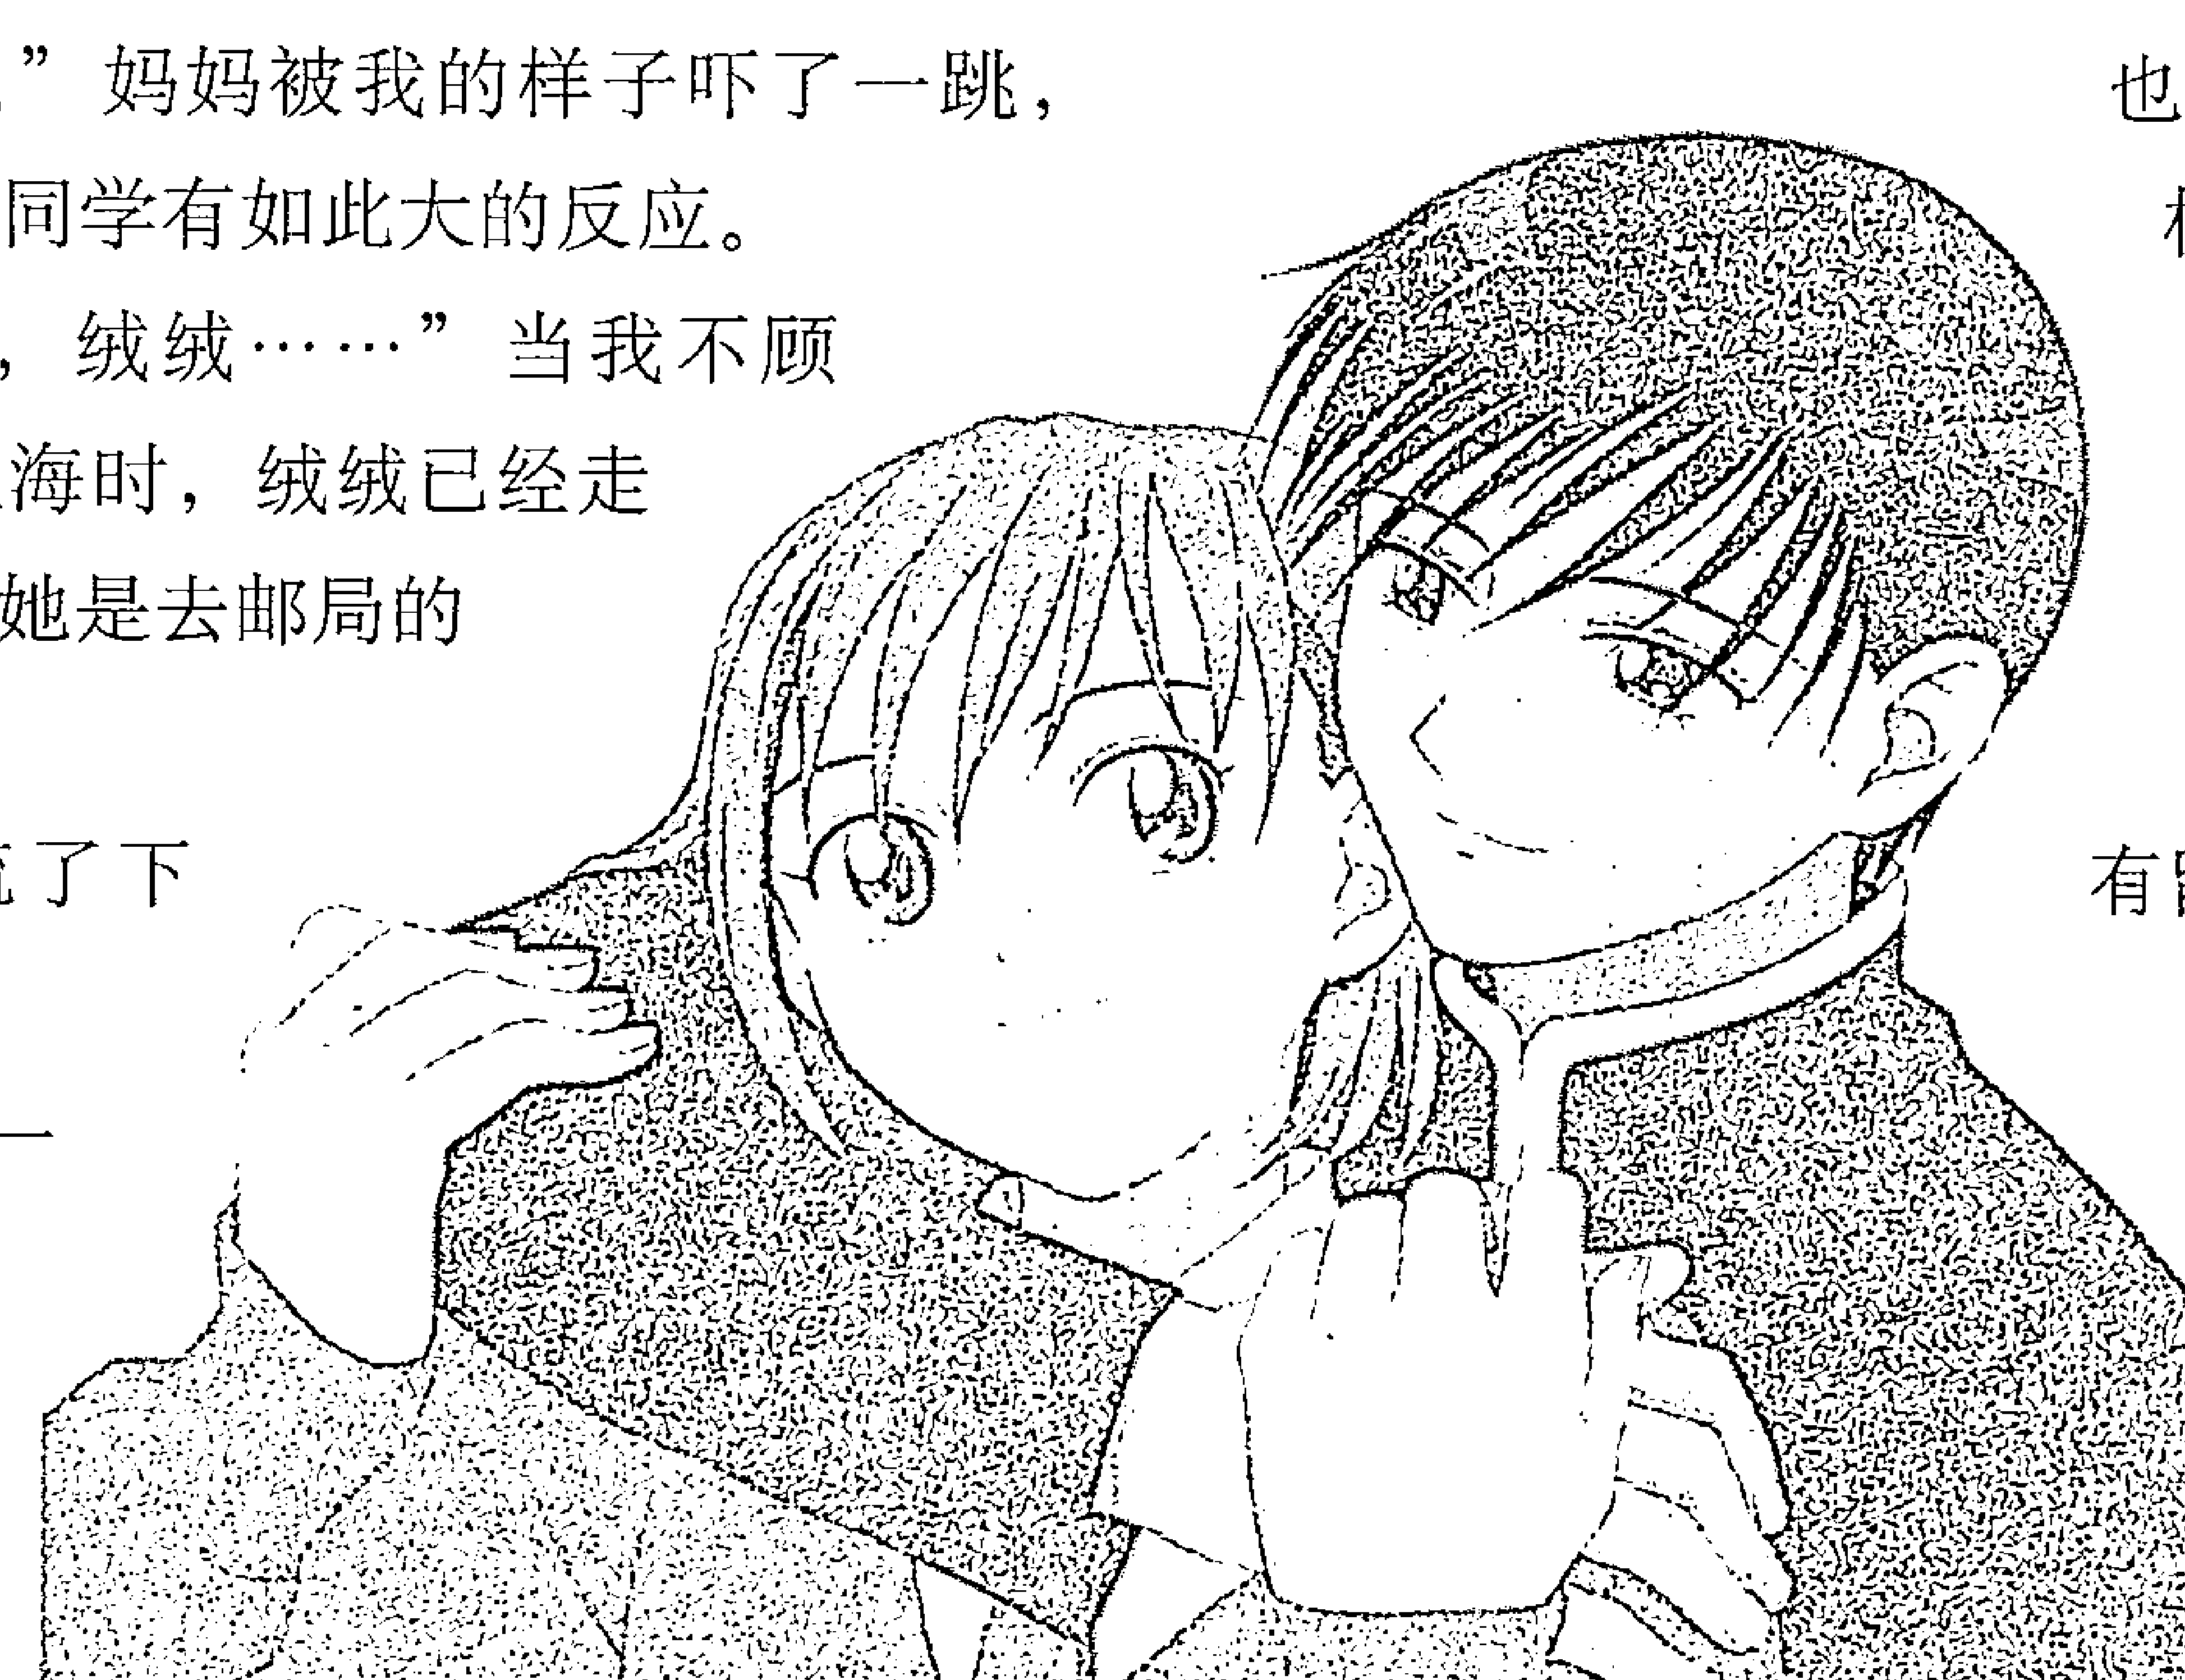 ”妈妈被我的样子吓了一跳，
同学有如此大的反应。
，绒绒……”当我不顾
海时，绒绒已经走
她是去邮局的
了下
一
也
有